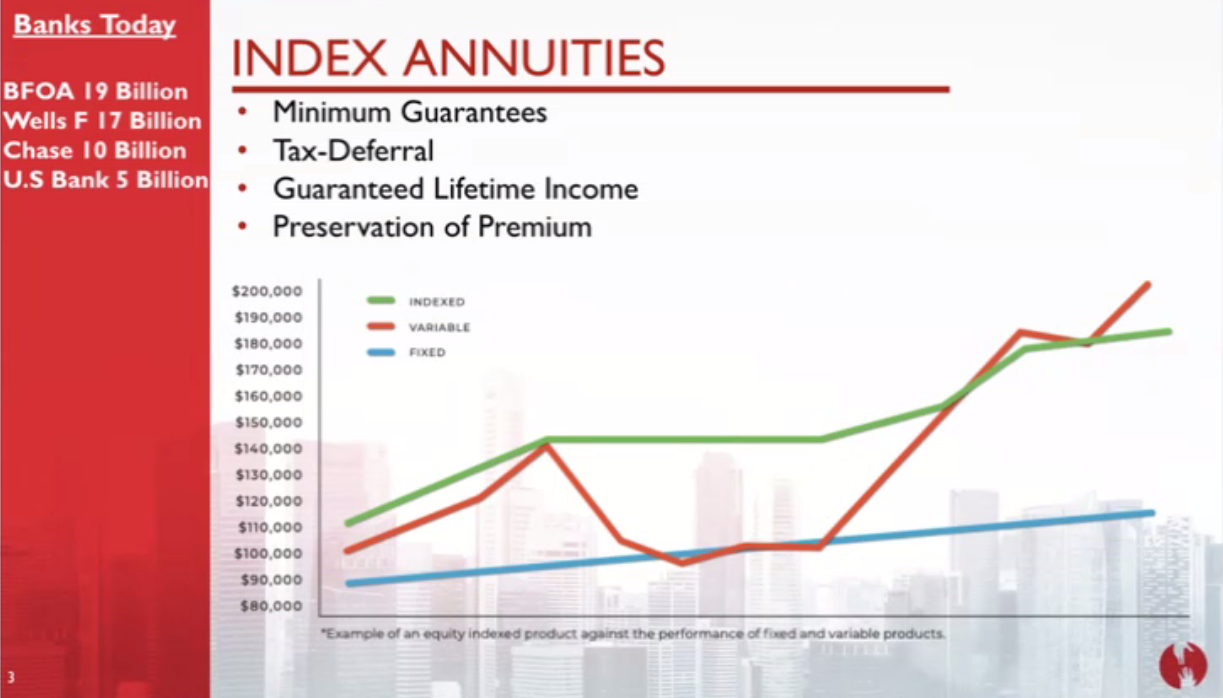 Banks Today
BFOA 19 Billion
Wells F 17 Billion
Chase 10 Billion
U.S Bank 5 Billion
INDEX ANNUITIES
• Minimum Guarantees
• Tax-Deferral
• Guaranteed Lifetime Income
• Preservation of Premium
$200,000
$190,000
$180,000
$170,000
$160,000
$150,000
$140,000
$130,000
$120,000
$110,000
$100,000
$90,000
$80,000
INDEXED
VARIABLE
FIXED
*Example of an equity indexed product against the performance of fixed and variable products.
3